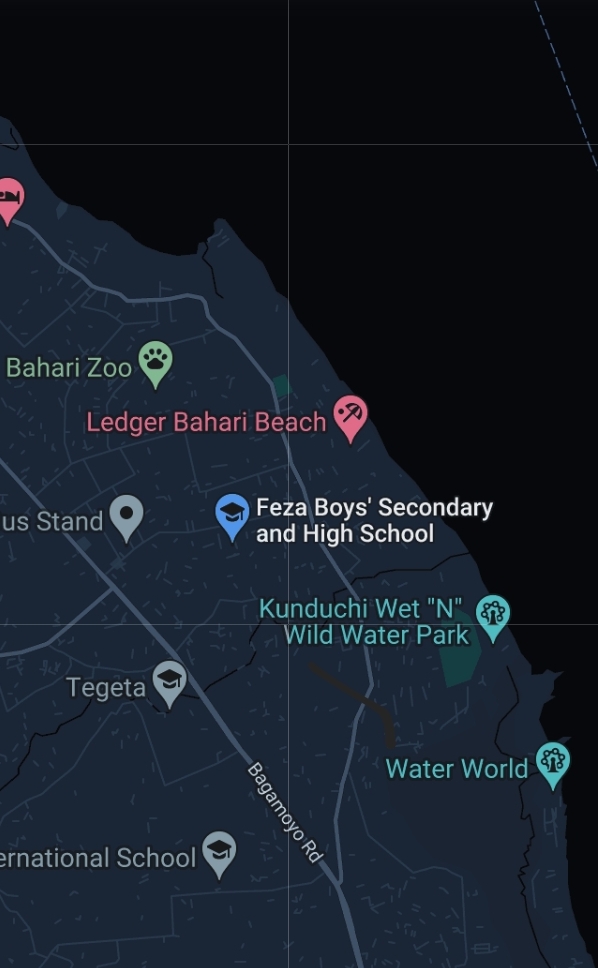 Bahari Zoo
Ledger Bahari Beach
Feza Boys' Secondary
and High School
us Stand
Kunduchi Wet "N"
Wild Water Park
Tegeta
Water World
Bagamoyo Rd
ernational School